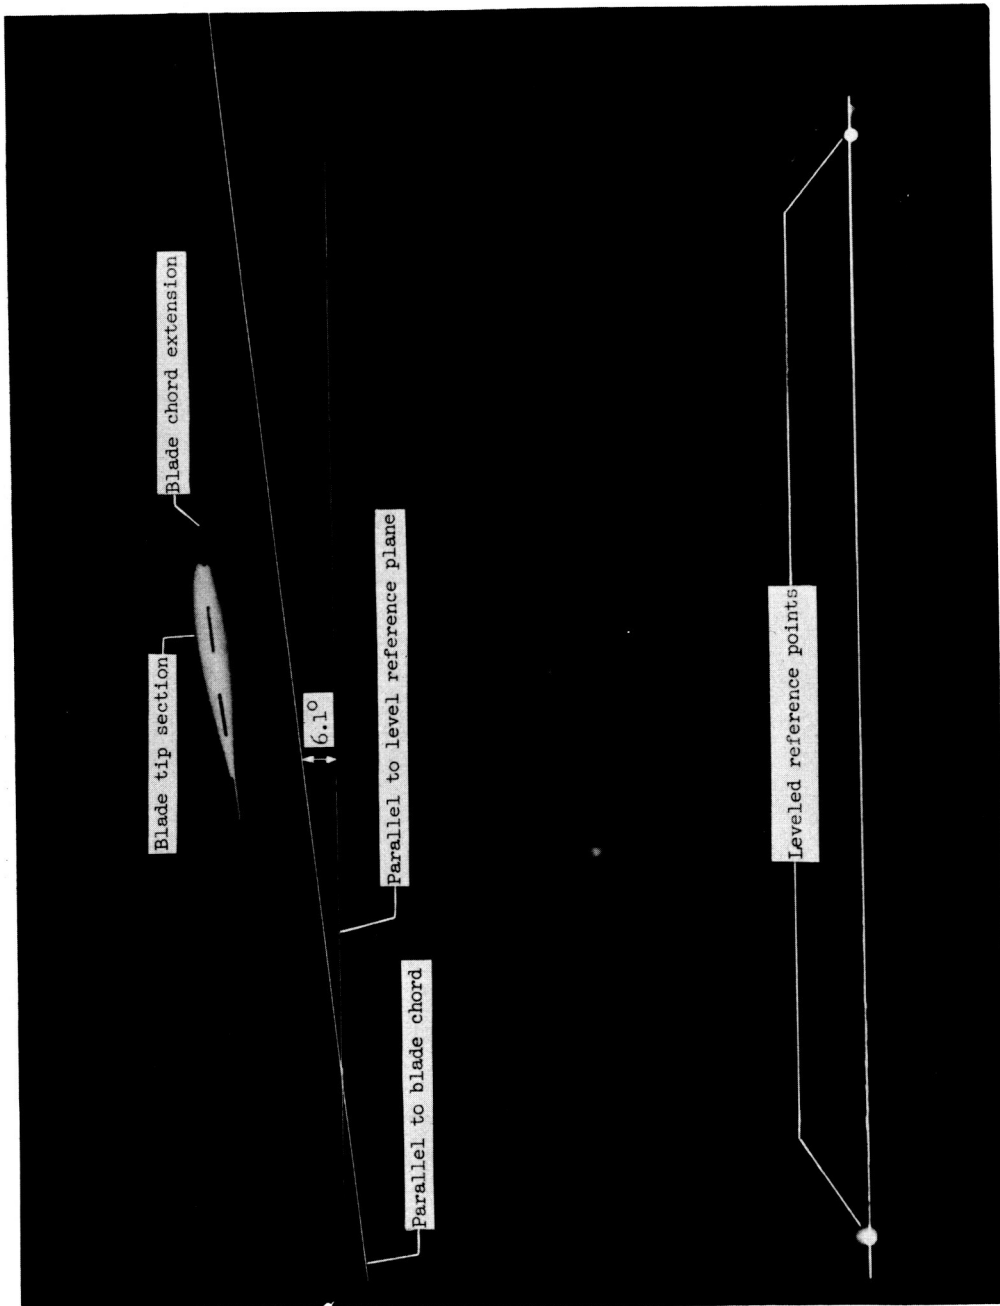 Blade tip section
Blade chord extension
6.1°
Parallel to level reference plane
Parallel to blade chord
Leveled reference points